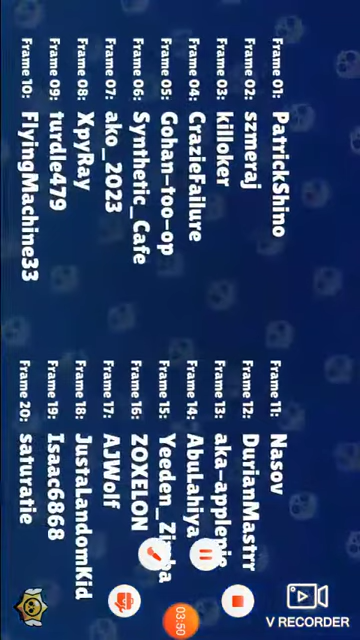 Frame 01: PatrickShino
Frame 02: szmeraj
Frame 03: killoker
Frame 04: CrazieFailure
Frame 05: Gohan-too-op
Frame 06: Synthetic_Cafe
Frame 07: ako_2023
Frame 08: XpyRay
Frame 09: turdle479
Frame 10: FlyingMachine33
Frame 11: Nasov
Frame 12: DurianMastrr
Frame 13: aka-applepie
Frame 14: AbuLahiya
Frame 15:
Frame 16: ZOXELON
Frame 17: AJWolf
Frame 18: JustaLandomKid
Frame 19: Isaac6868
Frame 20: saturatie
03:50
V RECORDER